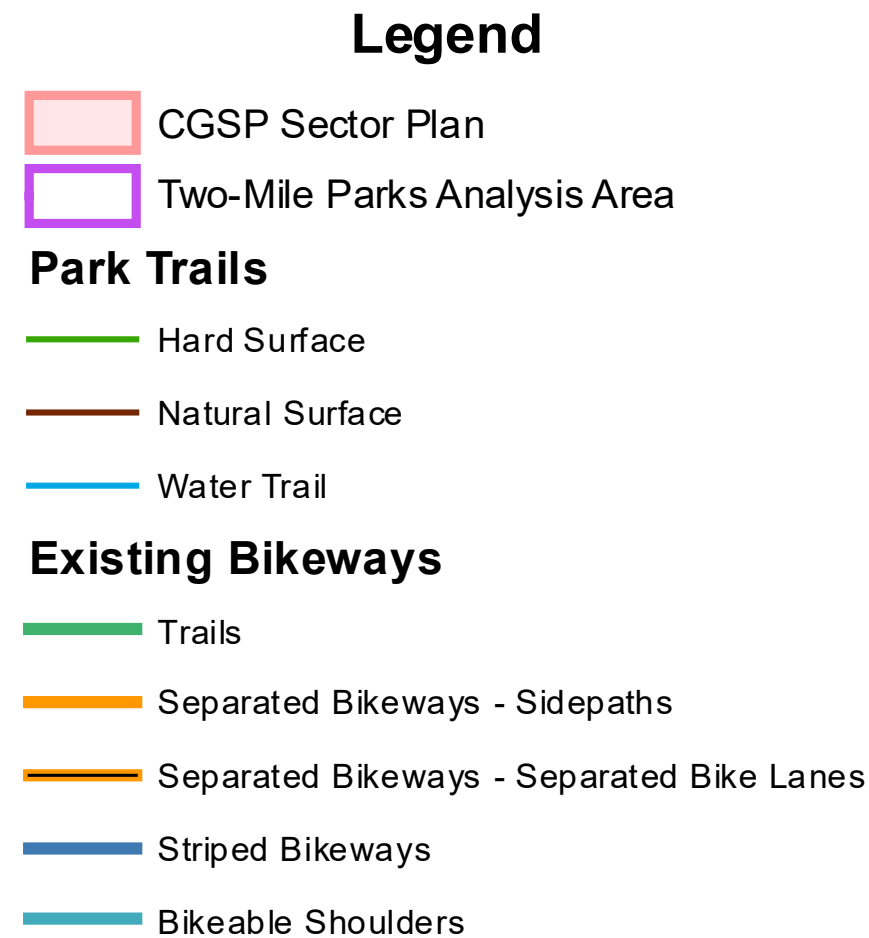 Legend
CGSP Sector Plan
Two-Mile Parks Analysis Area
Park Trails
Hard Surface
Natural Surface
Water Trail
Existing Bikeways
Trails
Separated Bikeways - Sidepaths
Separated Bikeways - Separated Bike Lanes
Striped Bikeways
Bikeable Shoulders